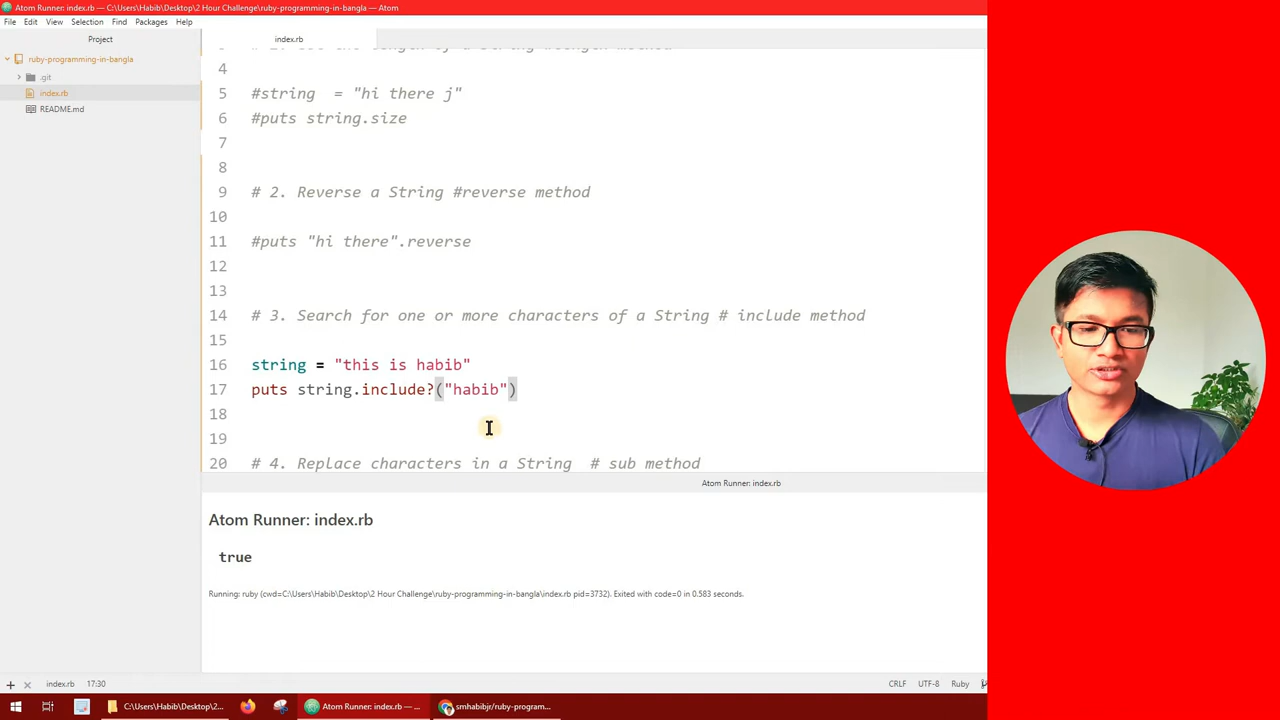 Atom Runner: index.rb — C:\Users\Habib\Desktop\2 Hour Challenge\ruby-programming-in-bangla — Atom
File Edit View Selection Find Packages Help
Project
index.rb
ruby-programming-in-bangla
.git
index.rb
README.md
4
5 #string  = "hi there j"
6 #puts string.size
7
8
9 # 2. Reverse a String #reverse method
10
11 #puts "hi there".reverse
12
13
14 # 3. Search for one or more characters of a String # include method
15
16 string = "this is habib"
17 puts string.include?("habib")
18
19
20 # 4. Replace characters in a String  # sub method
Atom Runner: index.rb
Atom Runner: index.rb
true
Running: ruby (cwd=C:\Users\Habib\Desktop\2 Hour Challenge\ruby-programming-in-bangla\index.rb pid=3732). Exited with code=0 in 0.583 seconds.
index.rb 17:30 CRLF UTF-8 Ruby
C:\Users\Habib\Desktop\2... Atom Runner: index.rb — ... smhabibjr/ruby-program...